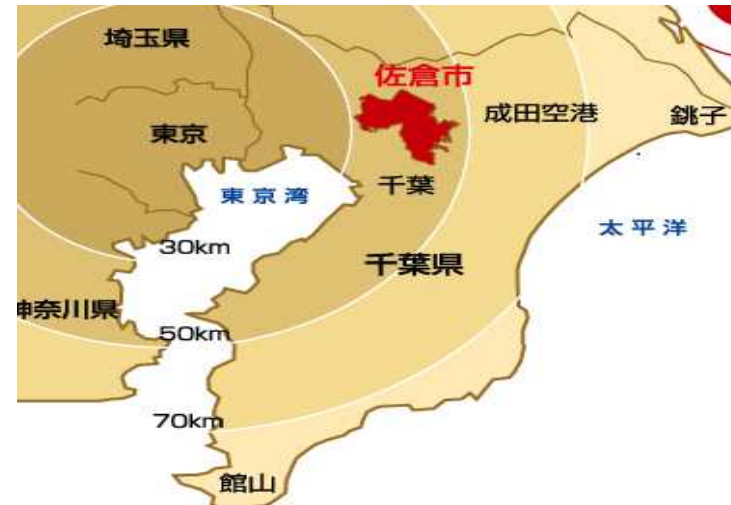 埼玉県
佐倉市
成田空港
銚子
東京
千葉
東京湾
太平洋
30km
千葉県
神奈川県
50km
70km
館山